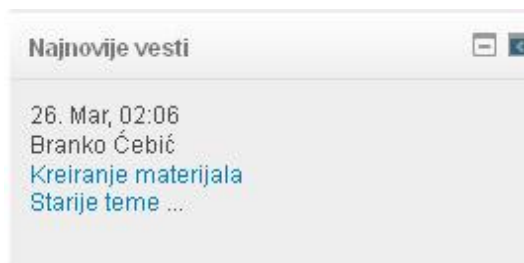 Najnovije vesti
26. Mar, 02:06
Branko Ćebić
Kreiranje materijala
Starije teme ...